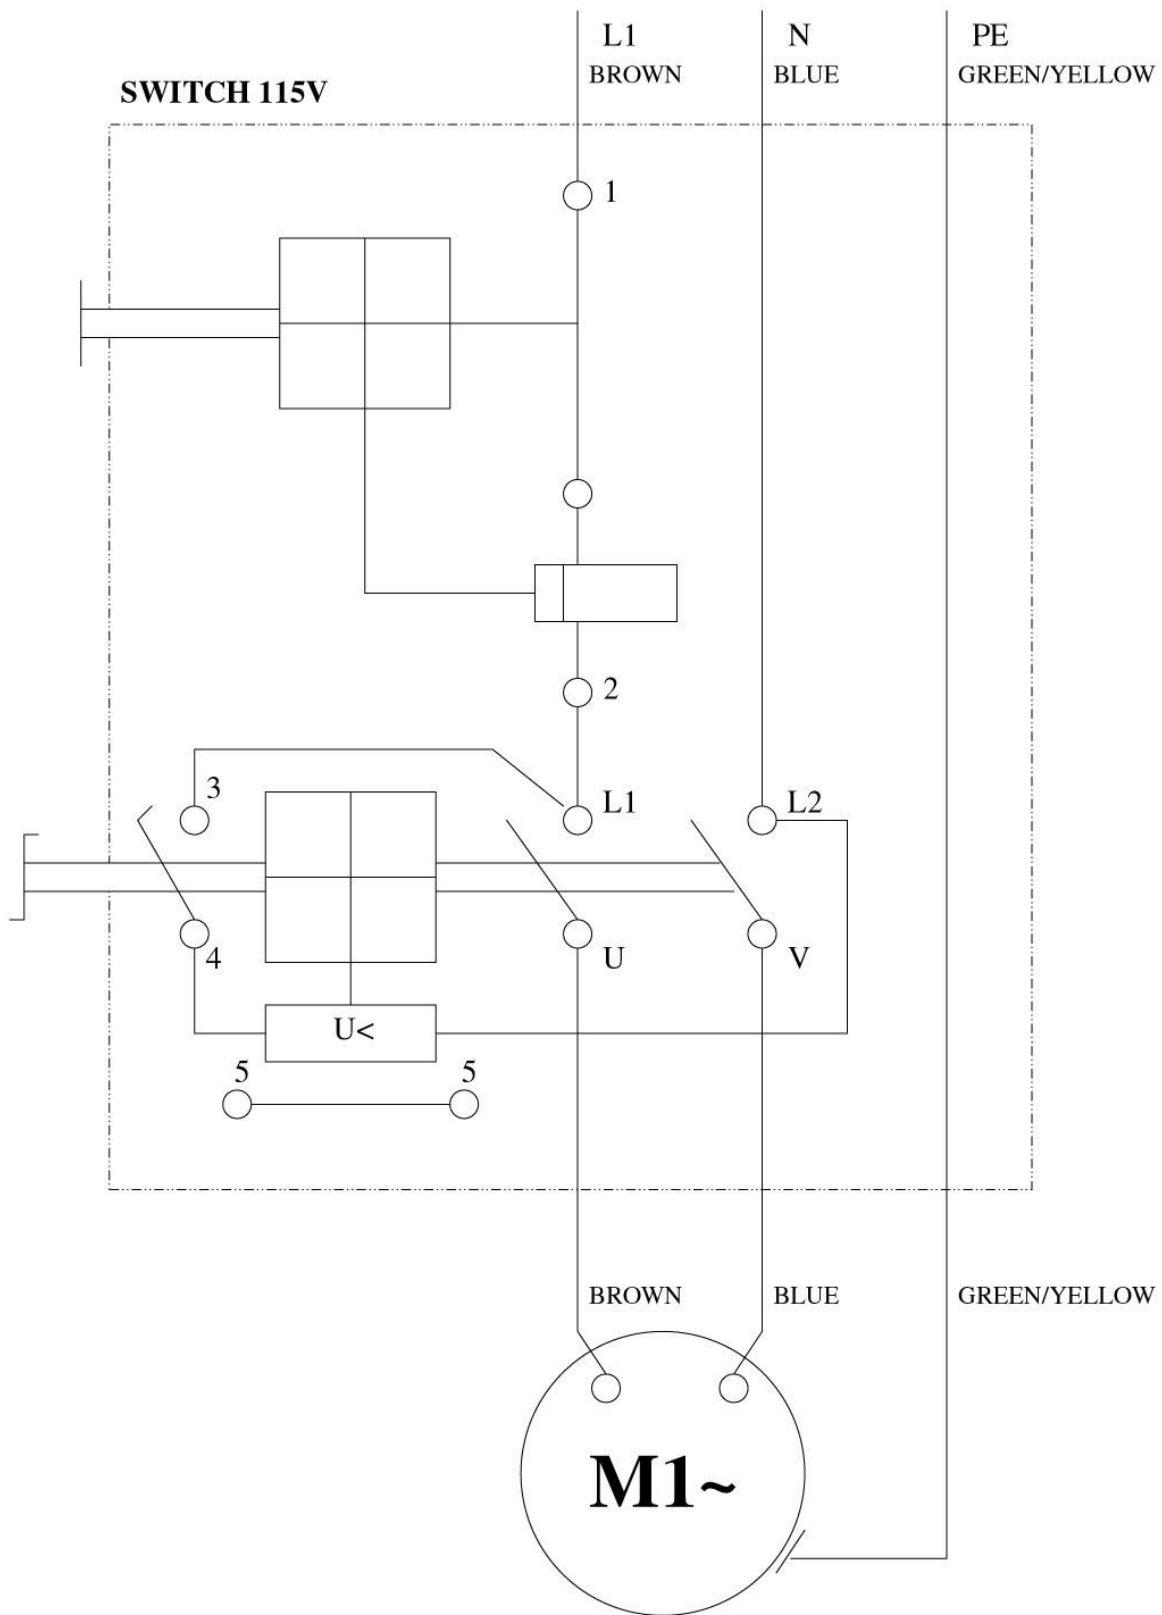 L1
BROWN
N
BLUE
PE
GREEN/YELLOW
SWITCH 115V
1
2
3
L1
L2
4
U
V
U<
5
5
BROWN
BLUE
GREEN/YELLOW
M1~